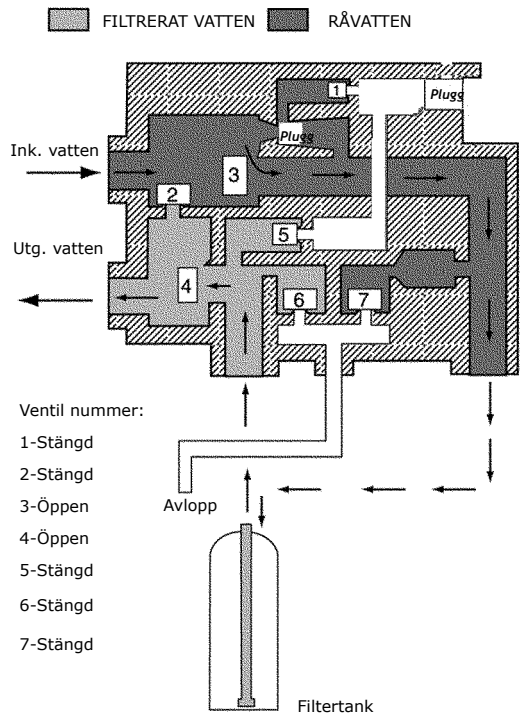 FILTRERAT VATTEN
RÅVATTEN
1
Plugg
Plugg
Ink. vatten
3
2
Utg. vatten
5
4
6
7
Ventil nummer:
1-Stängd
2-Stängd
3-Öppen
4-Öppen
5-Stängd
6-Stängd
7-Stängd
Avlopp
Filtertank